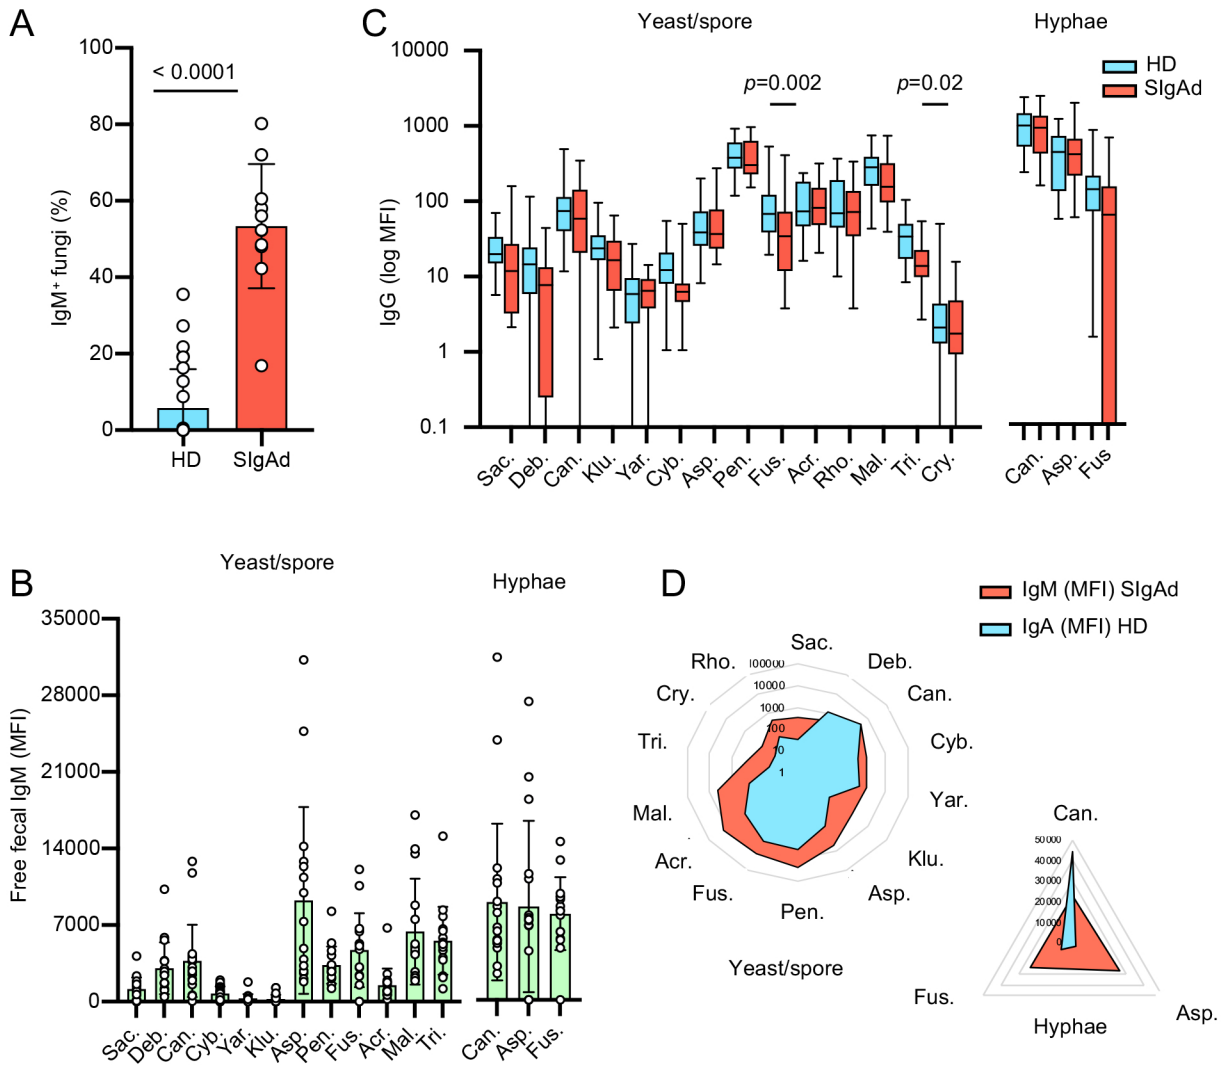 A
100
80
60
40
20
0
IgM⁺ fungi (%)
< 0.0001
HD
SIgAd
C
Yeast/spore
Hyphae
HD
SIgAd
10000
1000
100
10
1
0.1
IgG (log MFI)
p=0.002
p=0.02
Sac.
Deb.
Can.
Klu.
Yar.
Cyb.
Asp.
Pen.
Fus.
Acr.
Rho.
Mal.
Tri.
Cry.
Can.
Asp.
Fus
B
Yeast/spore
Hyphae
35000
28000
21000
14000
7000
0
Free fecal IgM (MFI)
Sac.
Deb.
Can.
Cyb.
Yar.
Klu.
Asp.
Pen.
Fus.
Acr.
Mal.
Tri.
Can.
Asp.
Fus.
D
IgM (MFI) SIgAd
IgA (MFI) HD
Sac.
Deb.
Can.
Cyb.
Yar.
Klu.
Asp.
Pen.
Fus.
Acr.
Mal.
Tri.
Cry.
Rho.
100000
10000
1000
100
10
1
Yeast/spore
Can.
50000
40000
30000
20000
10000
0
Fus.
Asp.
Hyphae